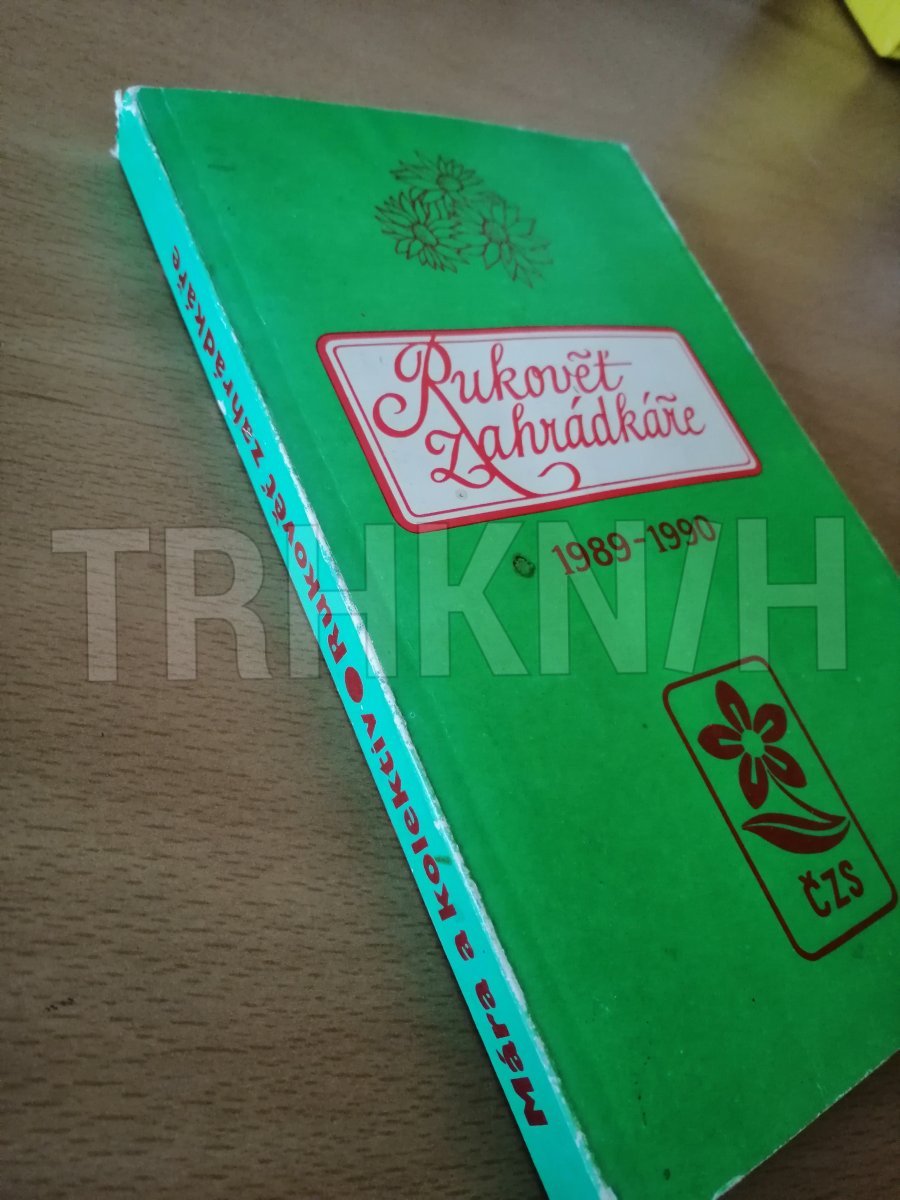 Rukověť
zahrádkáře
1989-1990
ČZS
Mára a kolektiv ● Rukověť zahrádkáře
TRHKNIH